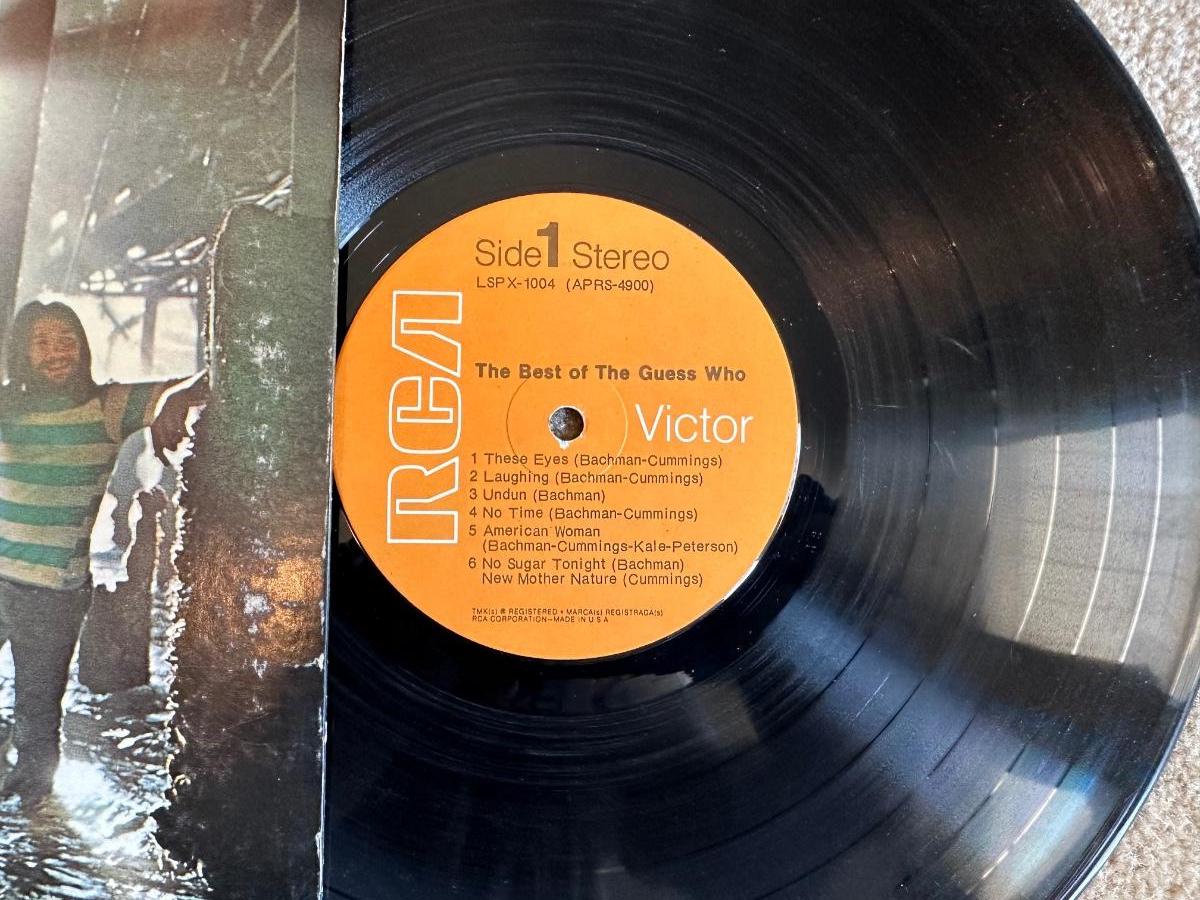 Side 1 Stereo
LSPX-1004 (APRS-4900)
RCA
The Best of The Guess Who
Victor
1 These Eyes (Bachman-Cummings)
2 Laughing (Bachman-Cummings)
3 Undun (Bachman)
4 No Time (Bachman-Cummings)
5 American Woman
(Bachman-Cummings-Kale-Peterson)
6 No Sugar Tonight (Bachman)
New Mother Nature (Cummings)
TMK(s) ® REGISTERED • MARCA(s) REGISTRADA(s)
RCA CORPORATION—MADE IN U S A